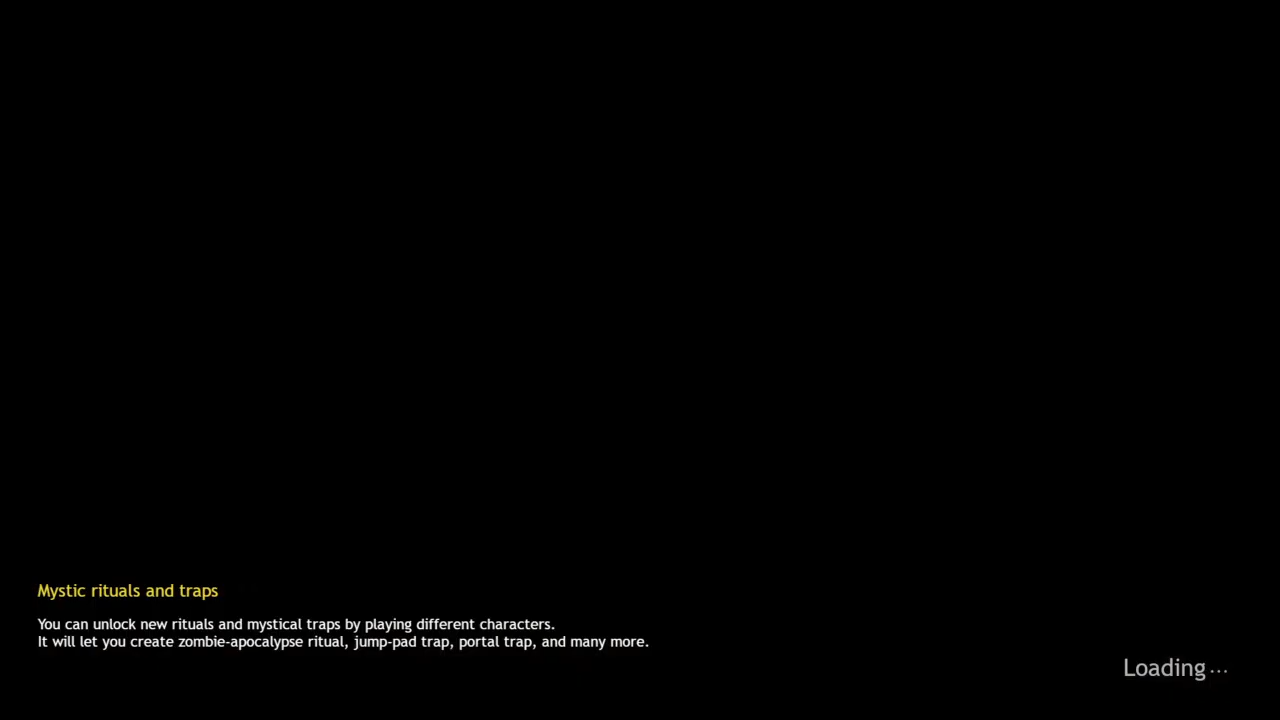 Mystic rituals and traps
You can unlock new rituals and mystical traps by playing different characters.
It will let you create zombie-apocalypse ritual, jump-pad trap, portal trap, and many more.
Loading...